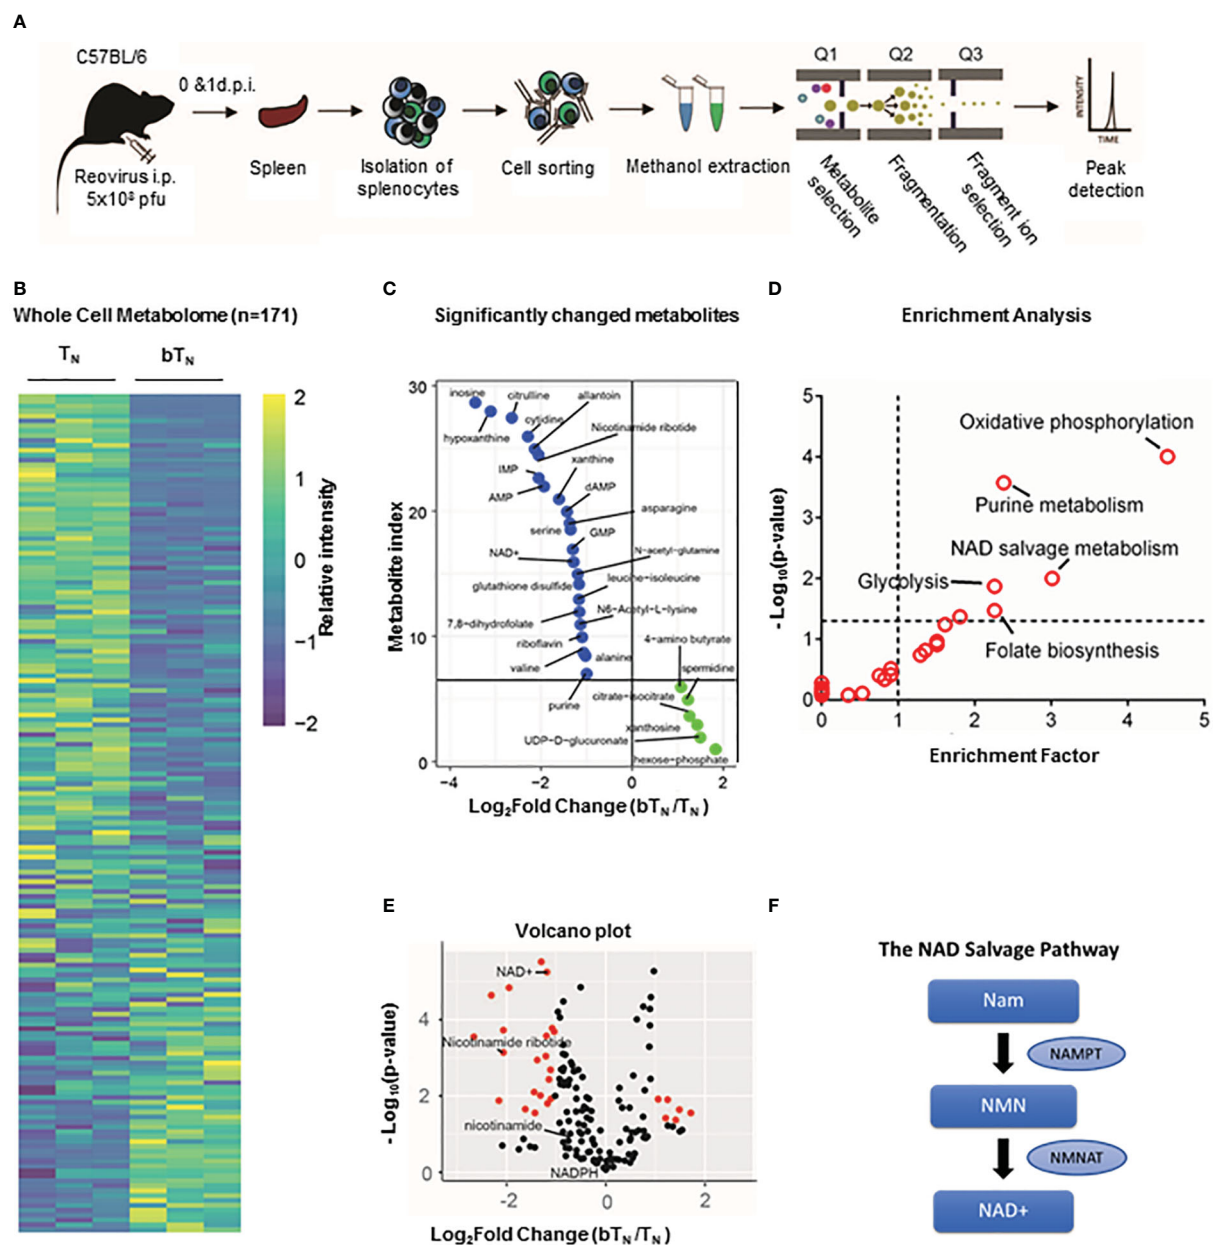 A
C57BL/6
0 &1d.p.i.
Reovirus i.p.
5x10⁸ pfu
Spleen
Isolation of
splenocytes
Cell sorting
Methanol extraction
Q1
Q2
Q3
Metabolite
selection
Fragmentation
Fragment ion
selection
INTENSITY
TIME
Peak
detection
B
Whole Cell Metabolome (n=171)
T_N
bT_N
2
1
0
−1
−2
Relative intensity
C
Significantly changed metabolites
30
20
10
0
Metabolite index
inosine
citrulline
allantoin
hypoxanthine
cytidine
Nicotinamide ribotide
IMP
xanthine
AMP
dAMP
asparagine
serine
GMP
NAD+
N−acetyl−glutamine
glutathione disulfide
leucine−isoleucine
7,8−dihydrofolate
N6−Acetyl−L−lysine
riboflavin
4−amino butyrate
valine
alanine
spermidine
purine
citrate−isocitrate
xanthosine
UDP−D−glucuronate
hexose−phosphate
−4
−2
0
2
Log₂Fold Change (bT_N/T_N)
D
Enrichment Analysis
5
4
3
2
1
0
- Log₁₀(p-value)
Oxidative phosphorylation
Purine metabolism
NAD salvage metabolism
Glycolysis
Folate biosynthesis
0
1
2
3
4
5
Enrichment Factor
E
Volcano plot
4
2
0
- Log₁₀(p-value)
NAD+
Nicotinamide ribotide
nicotinamide
NADPH
-2
0
2
Log₂Fold Change (bT_N/T_N)
F
The NAD Salvage Pathway
Nam
NAMPT
NMN
NMNAT
NAD+